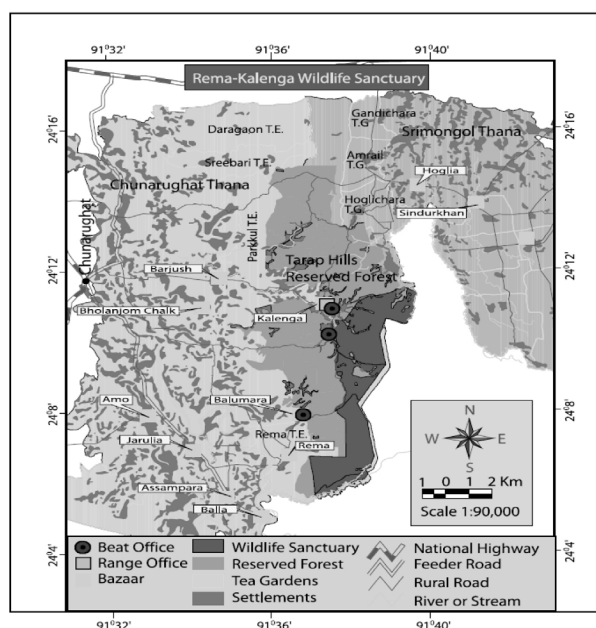 91°32' 91°36' 91°40'
Rema-Kalenga Wildlife Sanctuary
24°16' 24°16'
Gandichara
T.G.
Daragaon T.E.
Srimongol Thana
Sreebari T.E.
Amrail
T.G.
Hoglia
Chunarughat Thana
Hoglichara
T.G.
Sindurkhan
Chunarughat
Parkul T.E.
Tarap Hills
Reserved Forest
24°12' 24°12'
Barjush
Bholanjom Chalk
Kalenga
Amo
Balumara
24°8' 24°8'
Rema T.E.
Rema
Jarulia
Assampara
Balla
N
W E
S
1 0 1 2 Km
Scale 1:90,000
24°4' 24°4'
Beat Office
Range Office
Bazaar
Wildlife Sanctuary
Reserved Forest
Tea Gardens
Settlements
National Highway
Feeder Road
Rural Road
River or Stream
91°32' 91°36' 91°40'